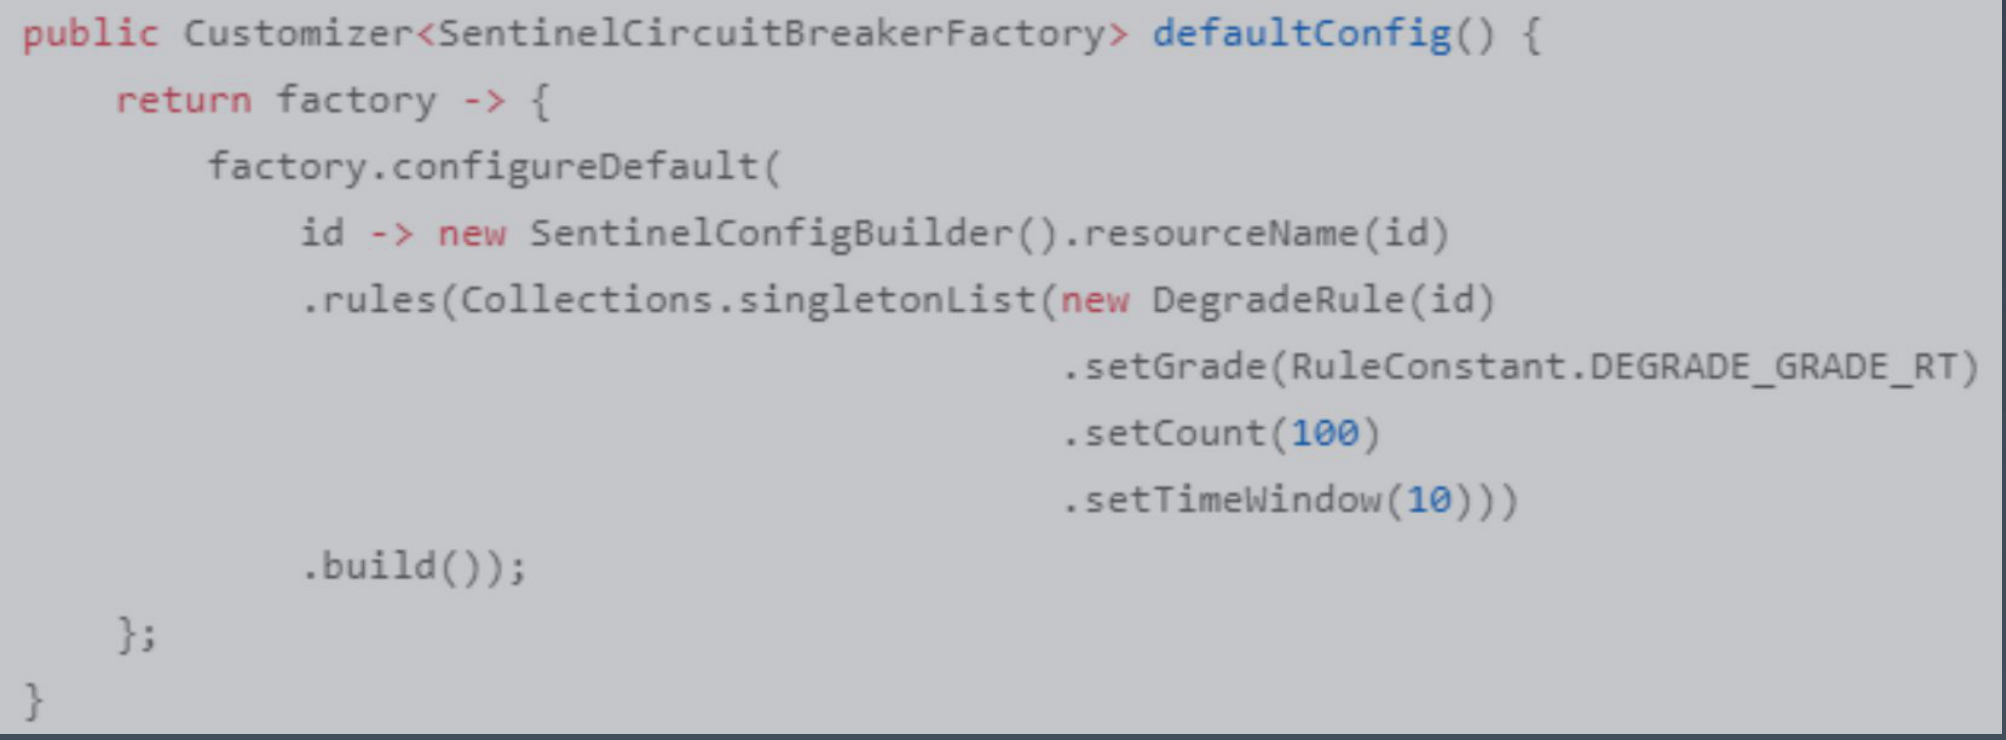 public Customizer<SentinelCircuitBreakerFactory> defaultConfig() {
    return factory -> {
        factory.configureDefault(
            id -> new SentinelConfigBuilder().resourceName(id)
            .rules(Collections.singletonList(new DegradeRule(id)
                                             .setGrade(RuleConstant.DEGRADE_GRADE_RT)
                                             .setCount(100)
                                             .setTimeWindow(10)))
            .build());
    };
}